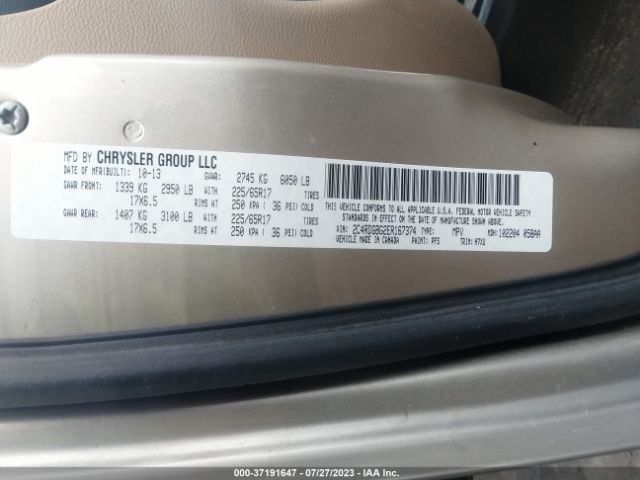 MFD BY CHRYSLER GROUP LLC
DATE OF MFR(BUILT): 10-13 GVWR: 2745 KG 6050 LB
GAWR FRONT: 1339 KG 2950 LB WITH 225/65R17 TIRES
17X6.5 RIMS AT 250 KPA ( 36 PSI) COLD
GAWR REAR: 1407 KG 3100 LB WITH 225/65R17 TIRES
17X6.5 RIMS AT 250 KPA ( 36 PSI) COLD
THIS VEHICLE CONFORMS TO ALL APPLICABLE U.S.A. FEDERAL MOTOR VEHICLE SAFETY
STANDARDS IN EFFECT ON THE DATE OF MANUFACTURE SHOWN ABOVE.
VIN: 2C4RDGBG2ER167374 TYPE: MPV MDH: 102204 05BAA
VEHICLE MADE IN CANADA PAINT: PFS TRIM:
000-37191647 / 07/27/2023 / IAA Inc.